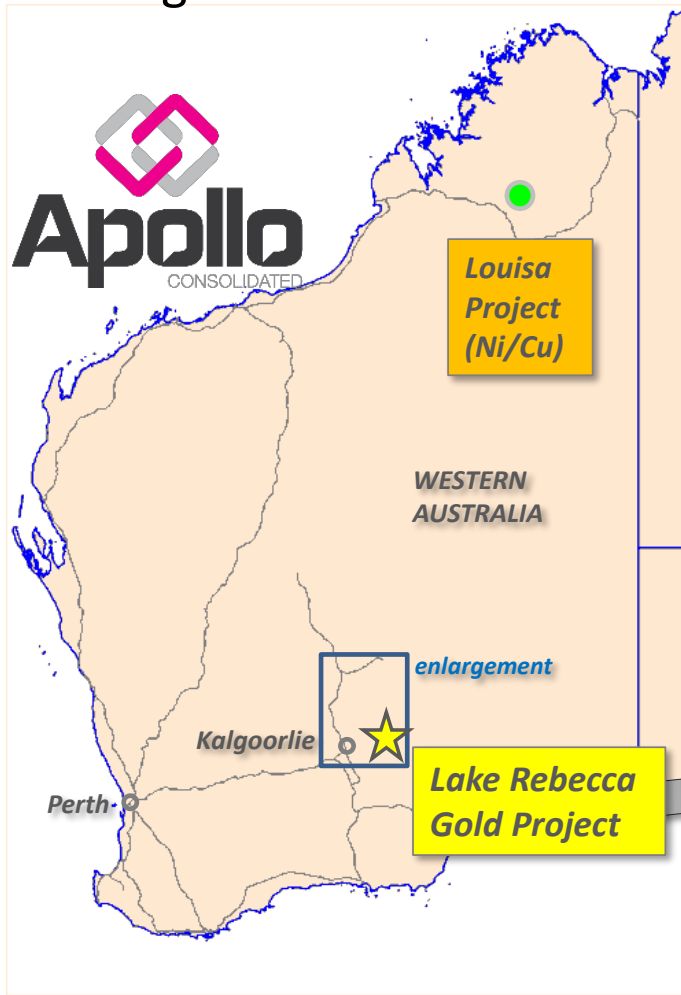 Apollo
CONSOLIDATED
Louisa
Project
(Ni/Cu)
WESTERN
AUSTRALIA
enlargement
Kalgoorlie
Lake Rebecca
Gold Project
Perth